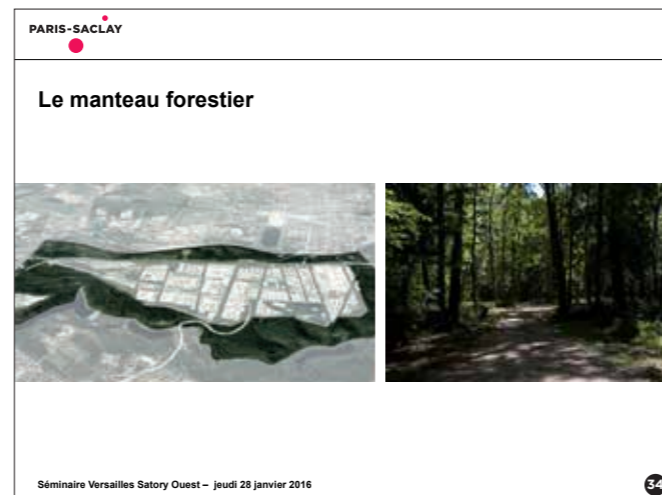 PARIS-SACLAY
Le manteau forestier
Séminaire Versailles Satory Ouest – jeudi 28 janvier 2016
34